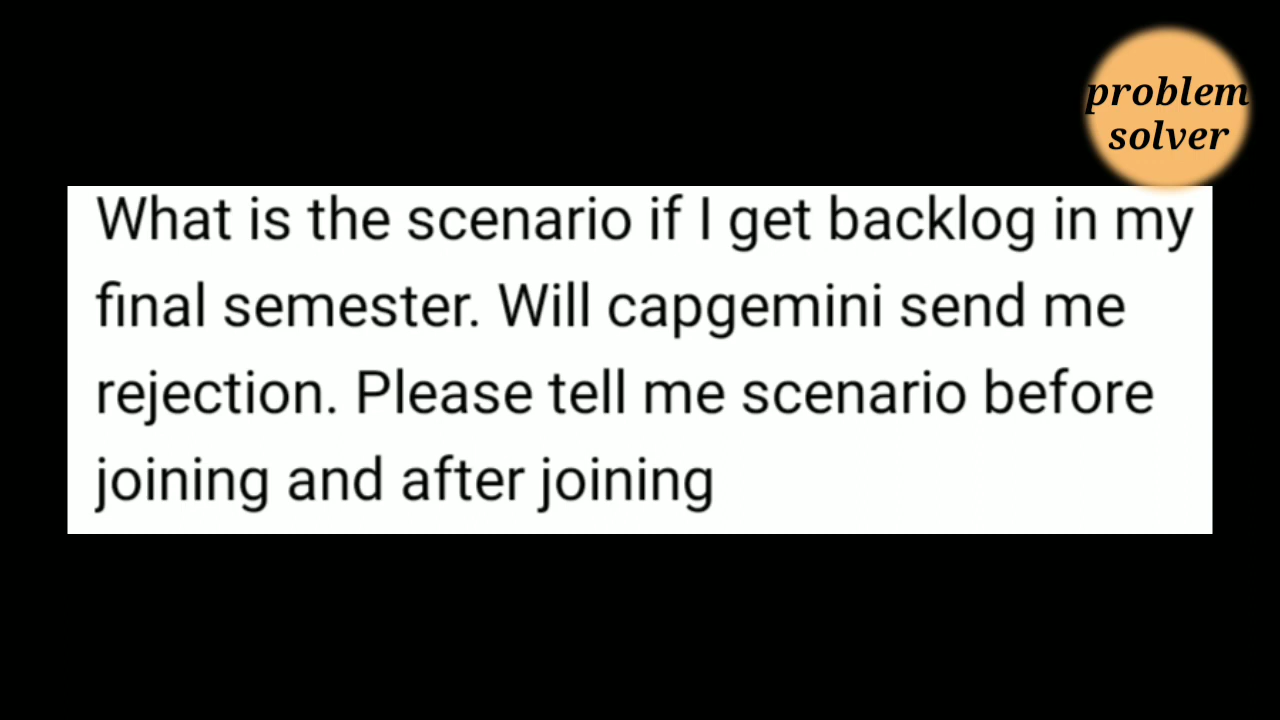 problem
solver
What is the scenario if I get backlog in my
final semester. Will capgemini send me
rejection. Please tell me scenario before
joining and after joining